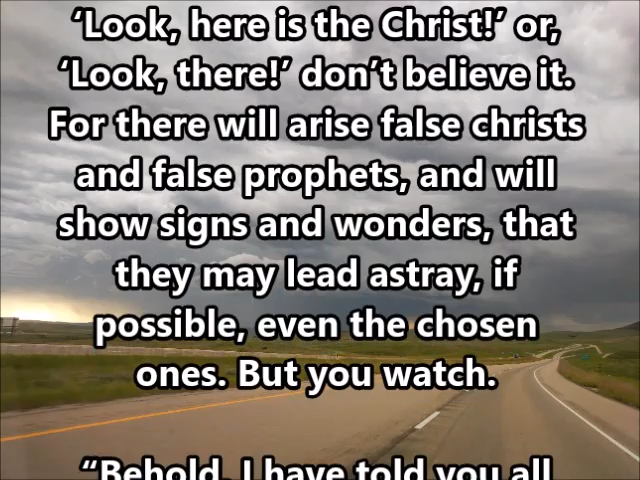 ‘Look, here is the Christ!’ or,
‘Look, there!’ don’t believe it.
For there will arise false christs
and false prophets, and will
show signs and wonders, that
they may lead astray, if
possible, even the chosen
ones. But you watch.
“Behold, I have told you all